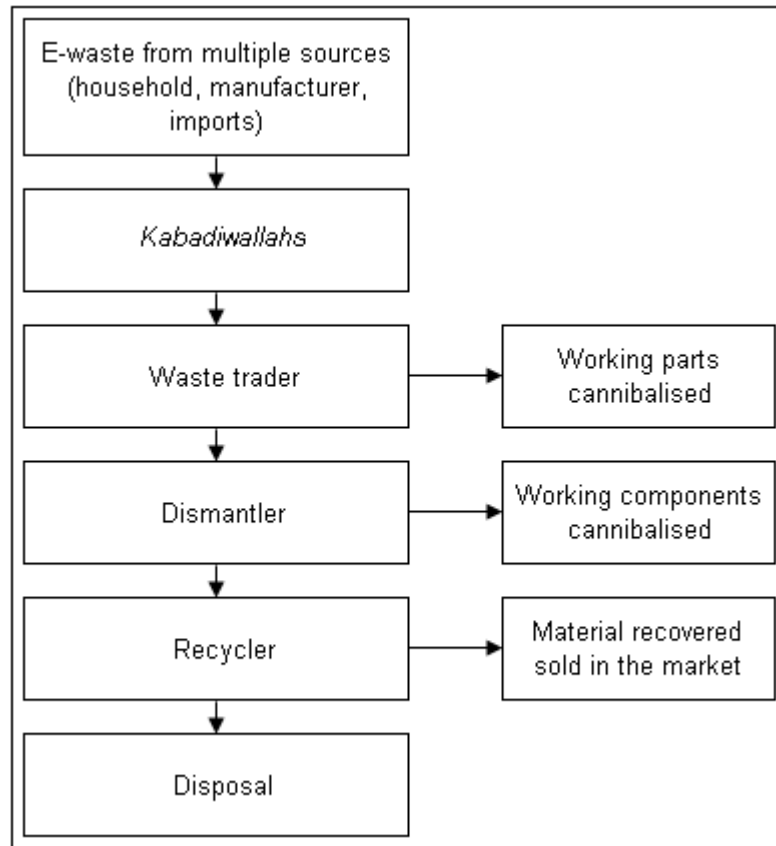 E-waste from multiple sources
(household, manufacturer,
imports)
Kabadiwallahs
Waste trader
Working parts
cannibalised
Dismantler
Working components
cannibalised
Recycler
Material recovered
sold in the market
Disposal